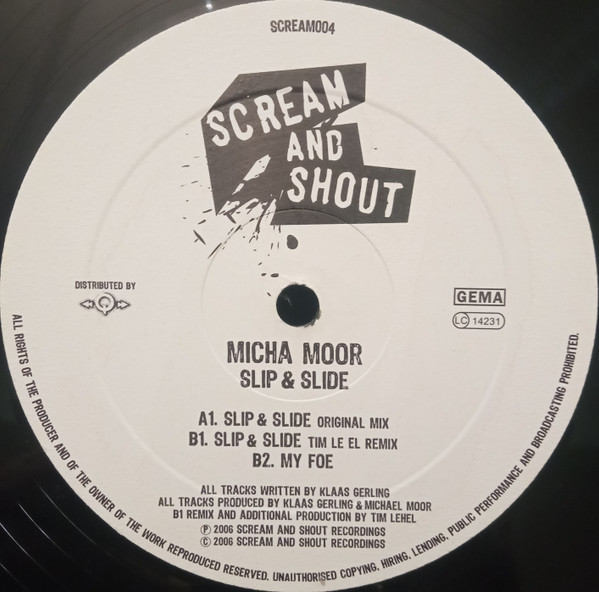 SCREAM004
SCREAM
AND
SHOUT
DISTRIBUTED BY
GEMA
LC 14231
MICHA MOOR
SLIP & SLIDE
A1. SLIP & SLIDE ORIGINAL MIX
B1. SLIP & SLIDE TIM LE EL REMIX
B2. MY FOE
ALL TRACKS WRITTEN BY KLAAS GERLING
ALL TRACKS PRODUCED BY KLAAS GERLING & MICHAEL MOOR
B1 REMIX AND ADDITIONAL PRODUCTION BY TIM LEHEL
℗ 2006 SCREAM AND SHOUT RECORDINGS
© 2006 SCREAM AND SHOUT RECORDINGS
ALL RIGHTS OF THE PRODUCER AND OF THE OWNER OF THE WORK REPRODUCED RESERVED. UNAUTHORISED COPYING, HIRING, LENDING, PUBLIC PERFORMANCE AND BROADCASTING PROHIBITED.